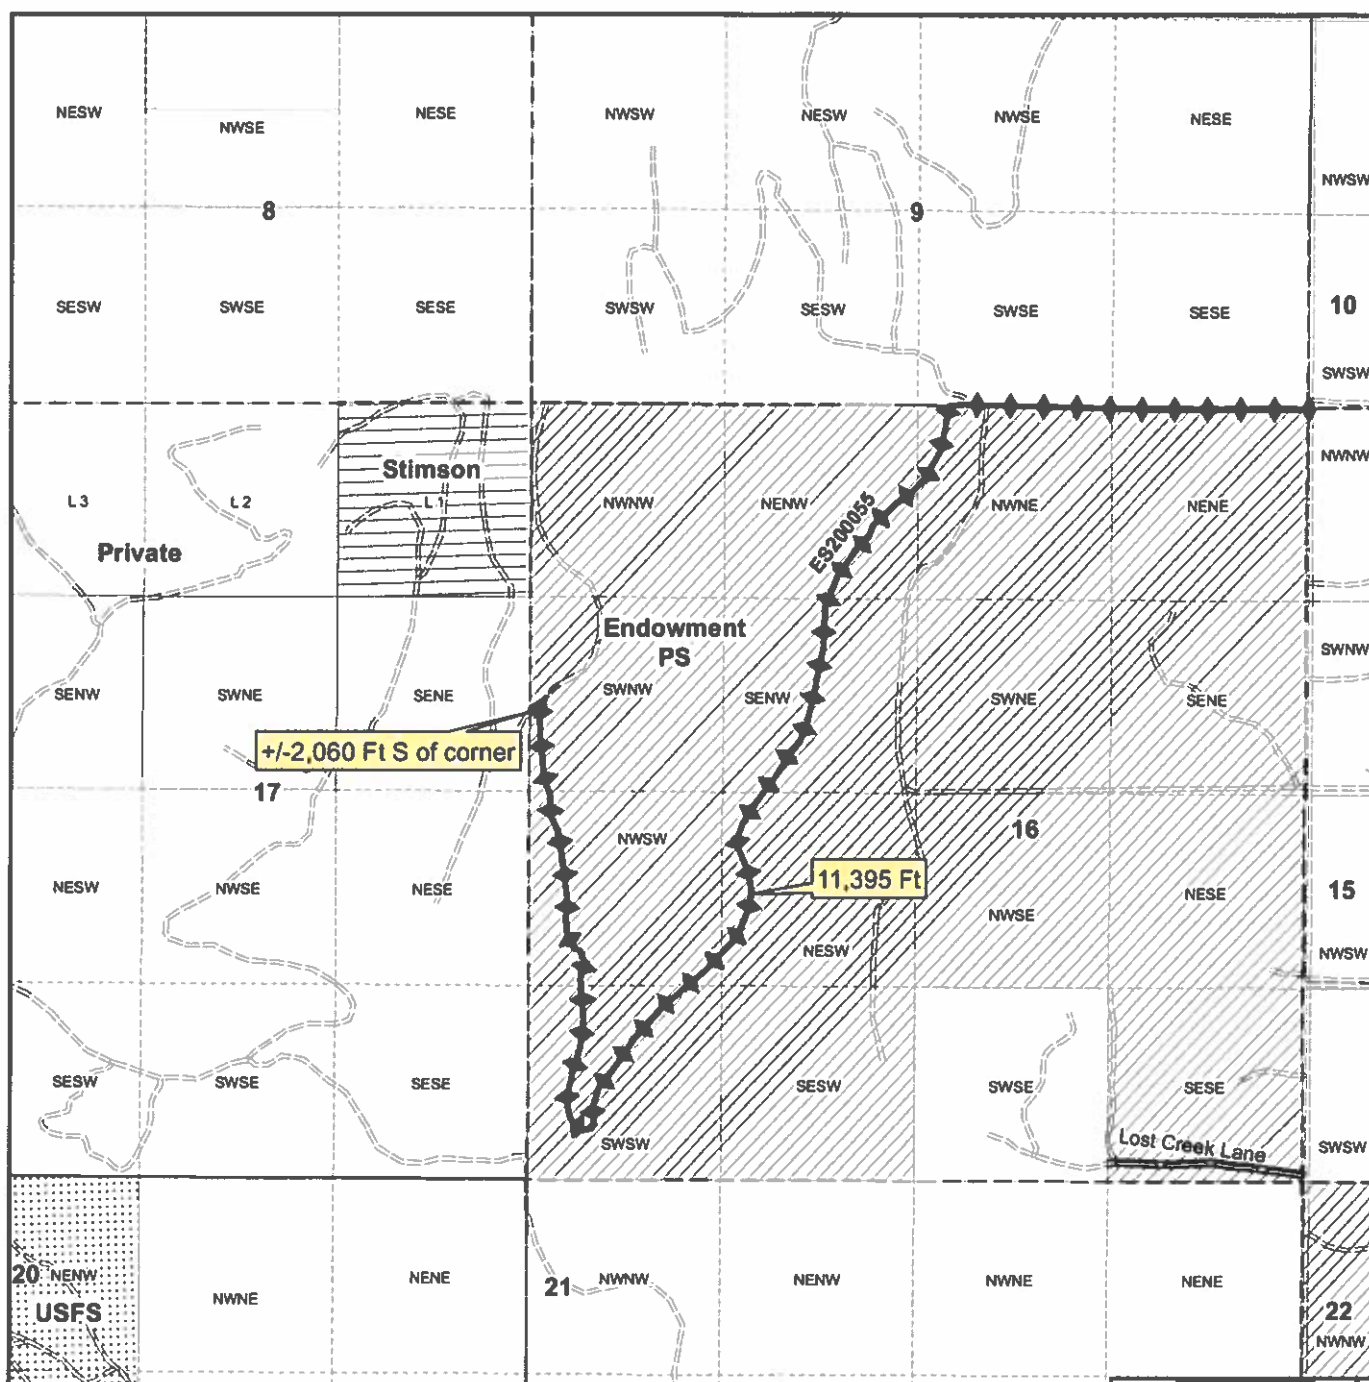 NESW
NWSE
NESE
NWSW
NESW
NWSE
NESE
NWSW
8
9
SESW
SWSE
SESE
SWSW
SESW
SWSE
SESE
10
SWSW
L 3
L 2
Stimson
L 1
Private
NWNW
NENW
ES200055
NWNE
NENE
NWNW
Endowment
PS
SENW
SWNE
SENE
SWNW
SENW
SWNE
SENE
SWNW
+/-2,060 Ft S of corner
17
16
NWSW
11,395 Ft
NESW
NWSE
NESE
NESW
NWSE
NESE
15
NWSW
SESW
SWSE
SESE
SWSW
SESW
SWSE
SESE
Lost Creek Lane
SWSW
20
NENW
USFS
NWNE
NENE
21
NWNW
NENW
NWNE
NENE
22
NWNW